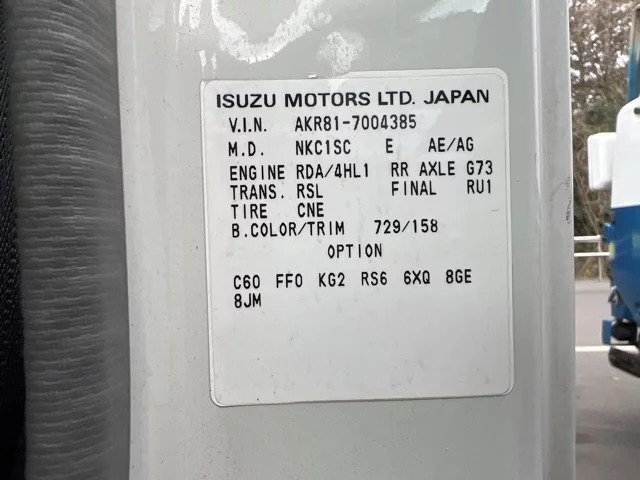 ISUZU MOTORS LTD. JAPAN
V.I.N. AKR81-7004385
M.D. NKC1SC E AE/AG
ENGINE RDA/4HL1 RR AXLE G73
TRANS. RSL FINAL RU1
TIRE CNE
B.COLOR/TRIM 729/158
OPTION
C60 FF0 KG2 RS6 6XQ 8GE
8JM